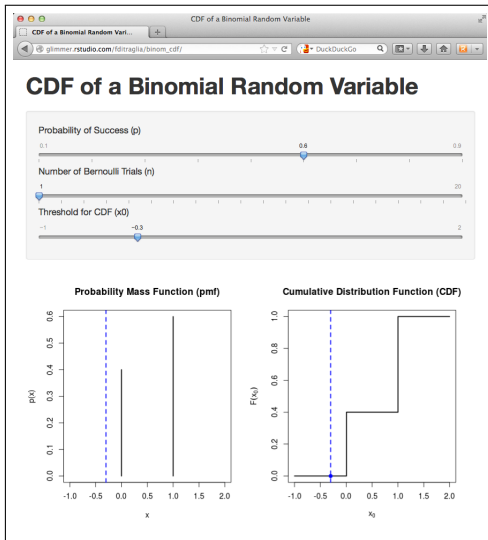 CDF of a Binomial Random Variable
CDF of a Binomial Random Vari...
glimmer.rstudio.com/fditraglia/binom_cdf/
DuckDuckGo
CDF of a Binomial Random Variable
Probability of Success (p)
0.1 0.6 0.9
Number of Bernoulli Trials (n)
1 20
Threshold for CDF (x0)
−1 −0.3 2
Probability Mass Function (pmf)
0.6
0.5
0.4
0.3
0.2
0.1
0.0
p(x)
-1.0 -0.5 0.0 0.5 1.0 1.5 2.0
x
Cumulative Distribution Function (CDF)
1.0
0.8
0.6
0.4
0.2
0.0
F(x₀)
-1.0 -0.5 0.0 0.5 1.0 1.5 2.0
x₀